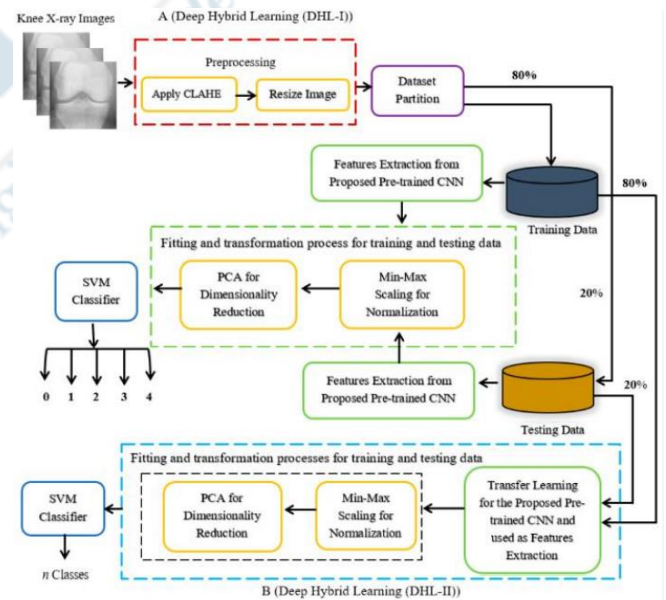 A (Deep Hybrid Learning (DHL-I))
Knee X-ray Images
Preprocessing
Apply CLAHE
Resize Image
Dataset
Partition
80%
Features Extraction from
Proposed Pre-trained CNN
80%
Training Data
Fitting and transformation process for training and testing data
SVM
Classifier
PCA for
Dimensionality
Reduction
Min-Max
Scaling for
Normalization
20%
0 1 2 3 4
Features Extraction from
Proposed Pre-trained CNN
20%
Testing Data
Fitting and transformation processes for training and testing data
SVM
Classifier
PCA for
Dimensionality
Reduction
Min-Max
Scaling for
Normalization
Transfer Learning
for the Proposed Pre-
trained CNN and
used as Features
Extraction
n Classes
B (Deep Hybrid Learning (DHL-II))